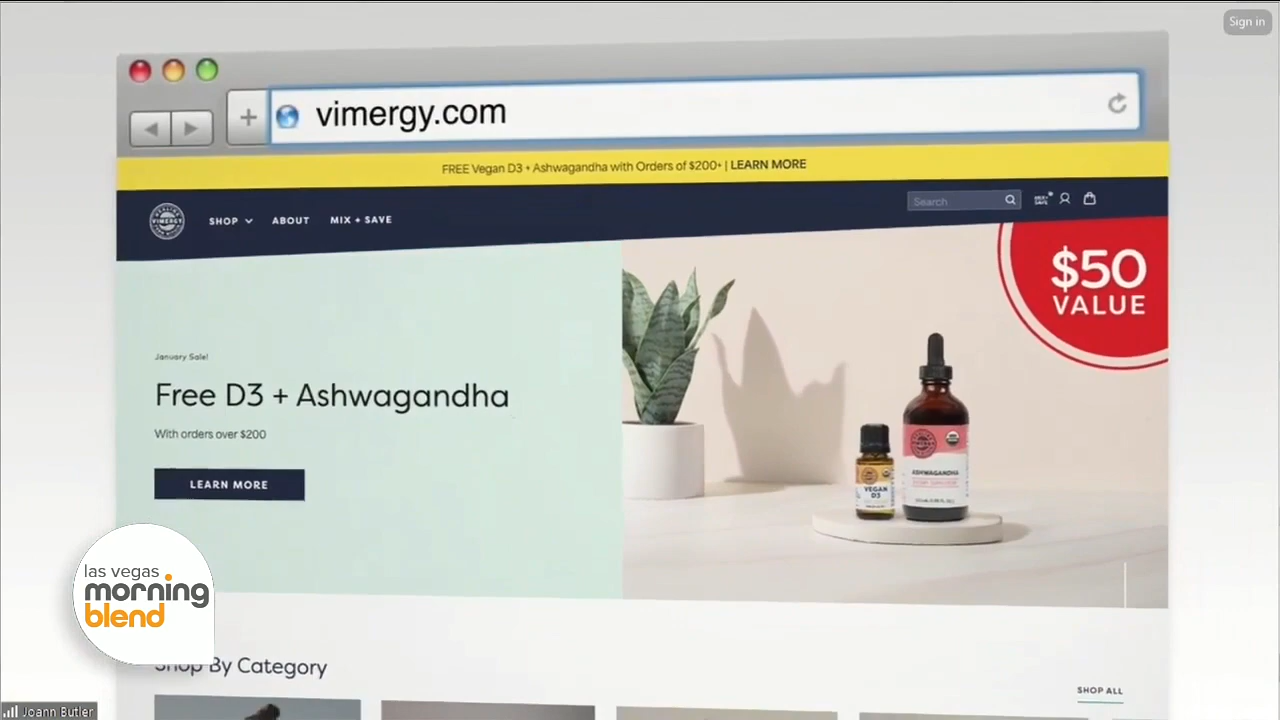 Sign in
vimergy.com
FREE Vegan D3 + Ashwagandha with Orders of $200+ | LEARN MORE
VIMERGY
SHOP
ABOUT
MIX + SAVE
Search
$50
VALUE
January Sale!
Free D3 + Ashwagandha
With orders over $200
LEARN MORE
VEGAN
D3
ASHWAGANDHA
las vegas
morning
blend
Shop By Category
SHOP ALL
Joann Butler